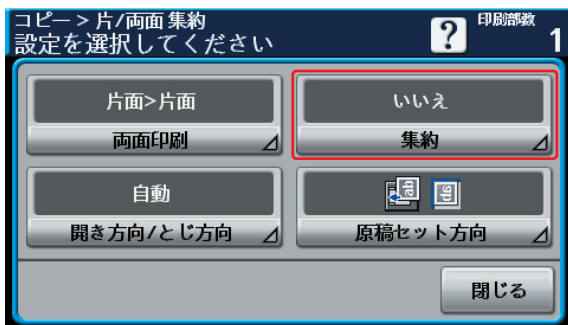 コピー > 片/両面 集約
設定を選択してください
?
印刷部数
1
片面>片面
両面印刷
いいえ
集約
自動
開き方向/とじ方向
原稿セット方向
閉じる